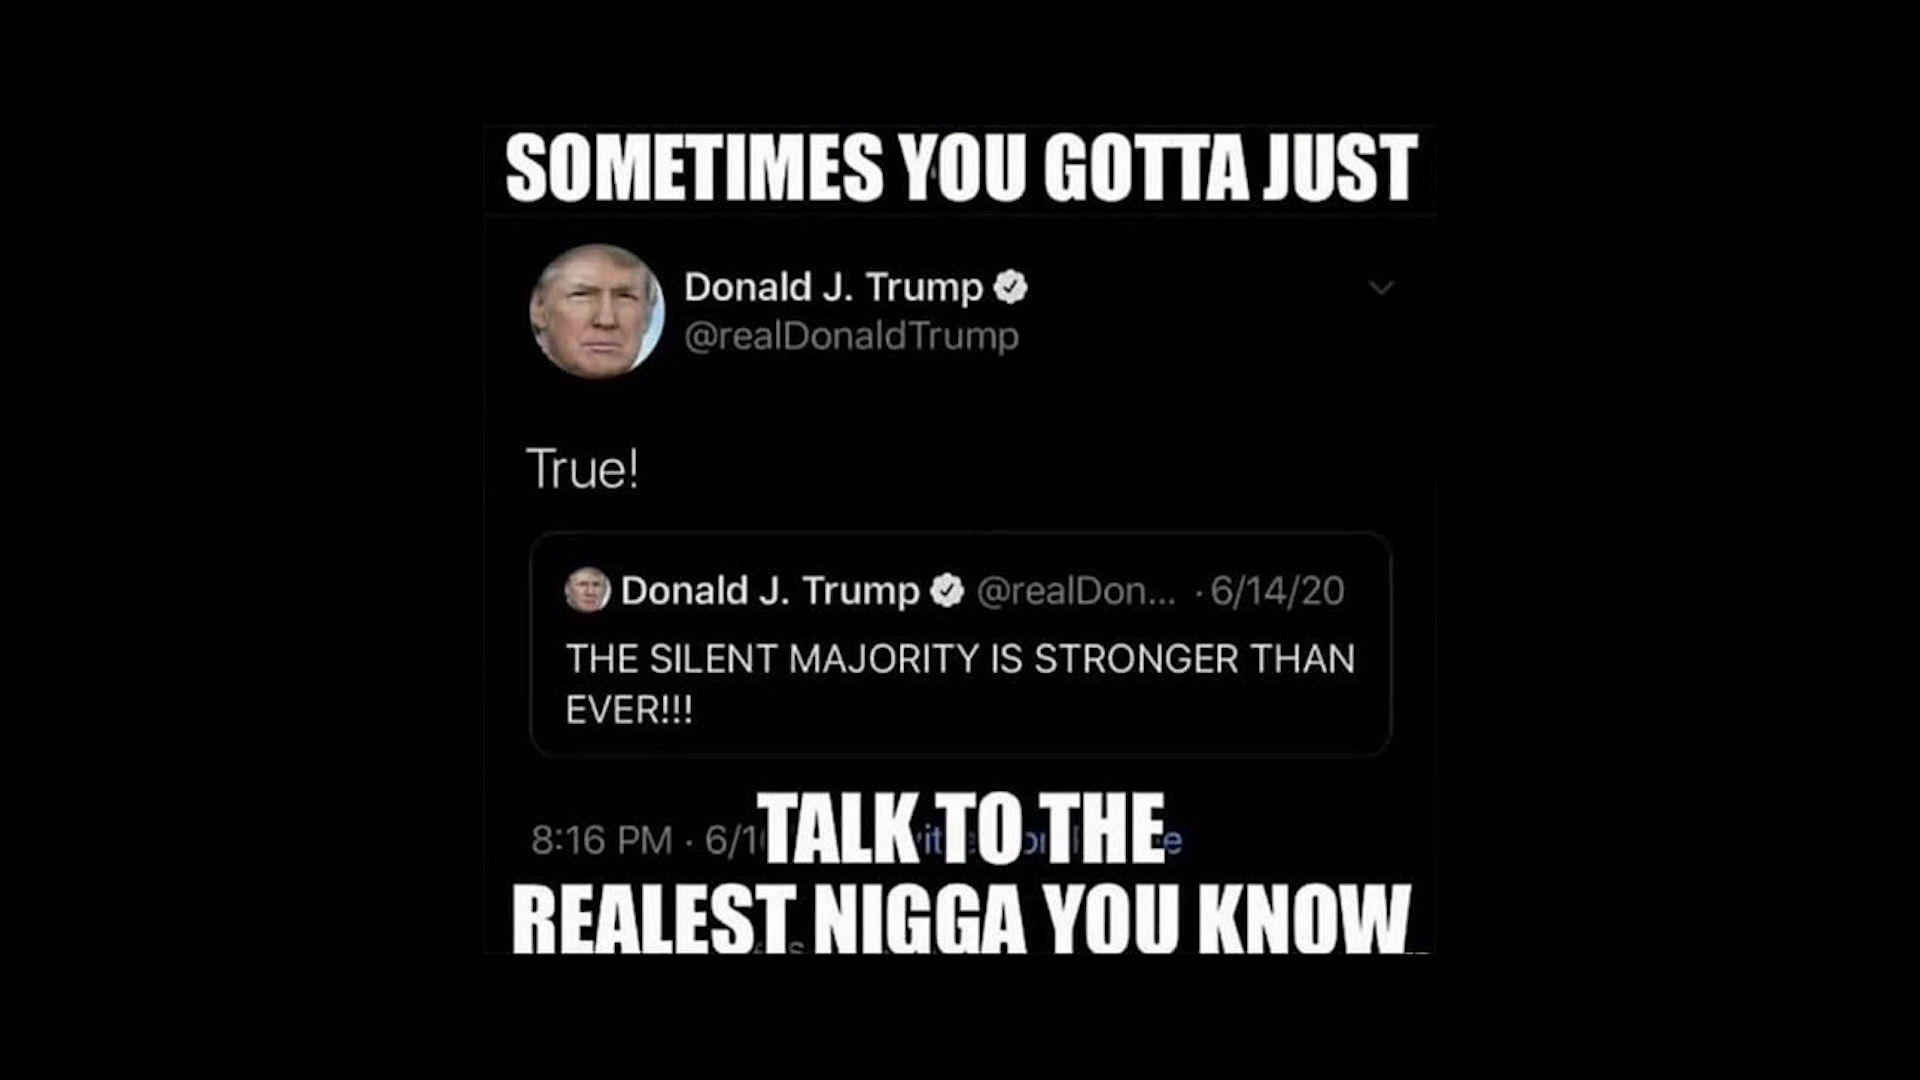 SOMETIMES YOU GOTTA JUST
Donald J. Trump
@realDonaldTrump
True!
Donald J. Trump @realDon... · 6/14/20
THE SILENT MAJORITY IS STRONGER THAN
EVER!!!
TALK TO THE
8:16 PM ·
REALEST NIGGA YOU KNOW